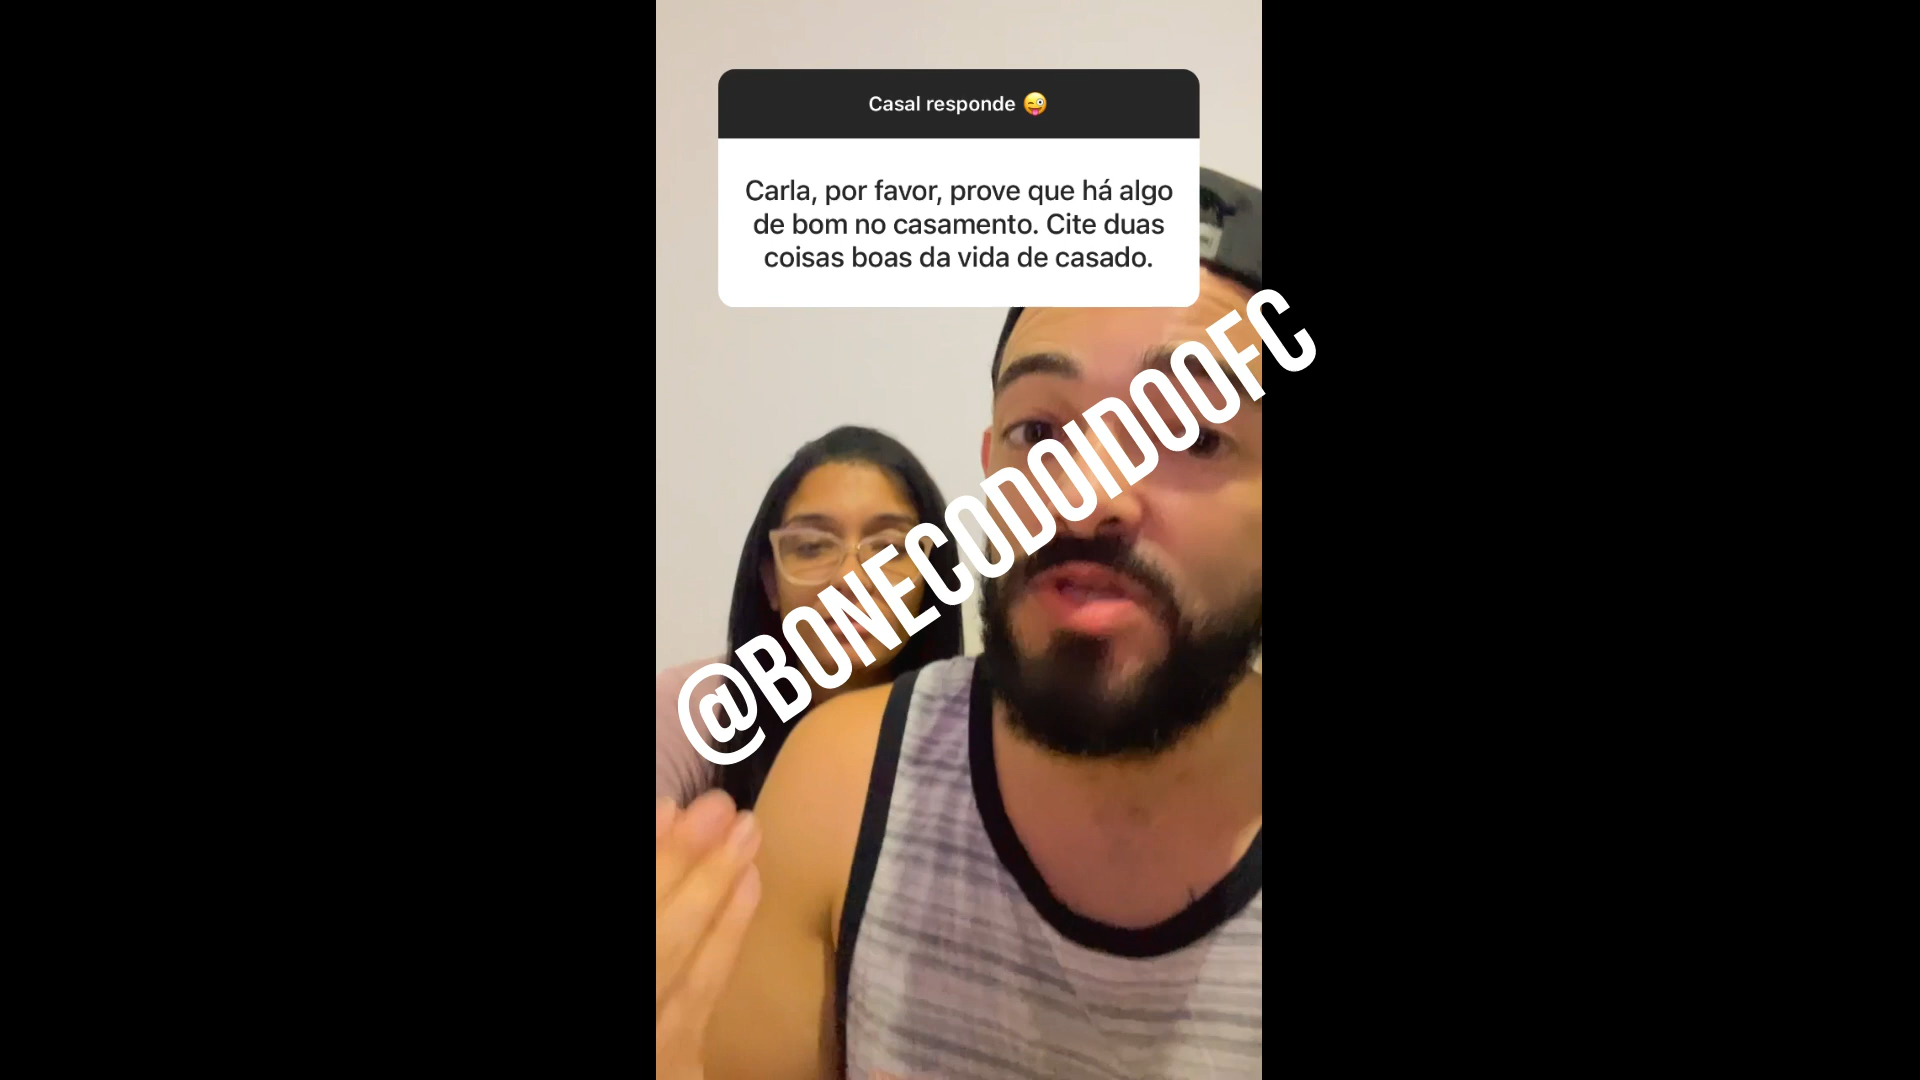 Casal responde 😜
Carla, por favor, prove que há algo
de bom no casamento. Cite duas
coisas boas da vida de casado.
@BONECODOIDOOFC